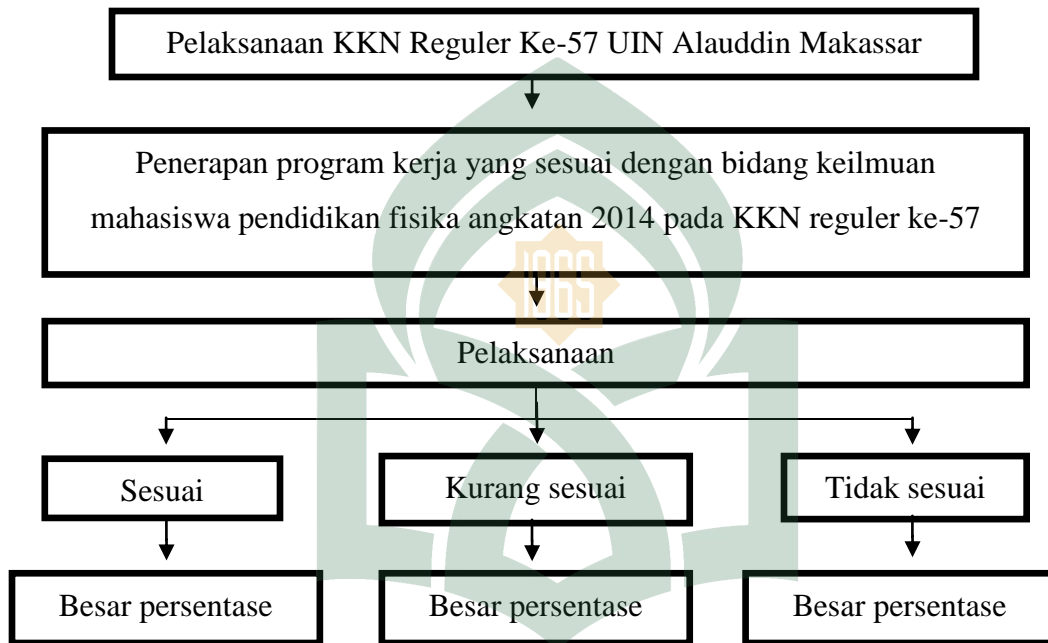 Pelaksanaan KKN Reguler Ke-57 UIN Alauddin Makassar
Penerapan program kerja yang sesuai dengan bidang keilmuan
mahasiswa pendidikan fisika angkatan 2014 pada KKN reguler ke-57
1965
Pelaksanaan
Sesuai
Kurang sesuai
Tidak sesuai
Besar persentase
Besar persentase
Besar persentase